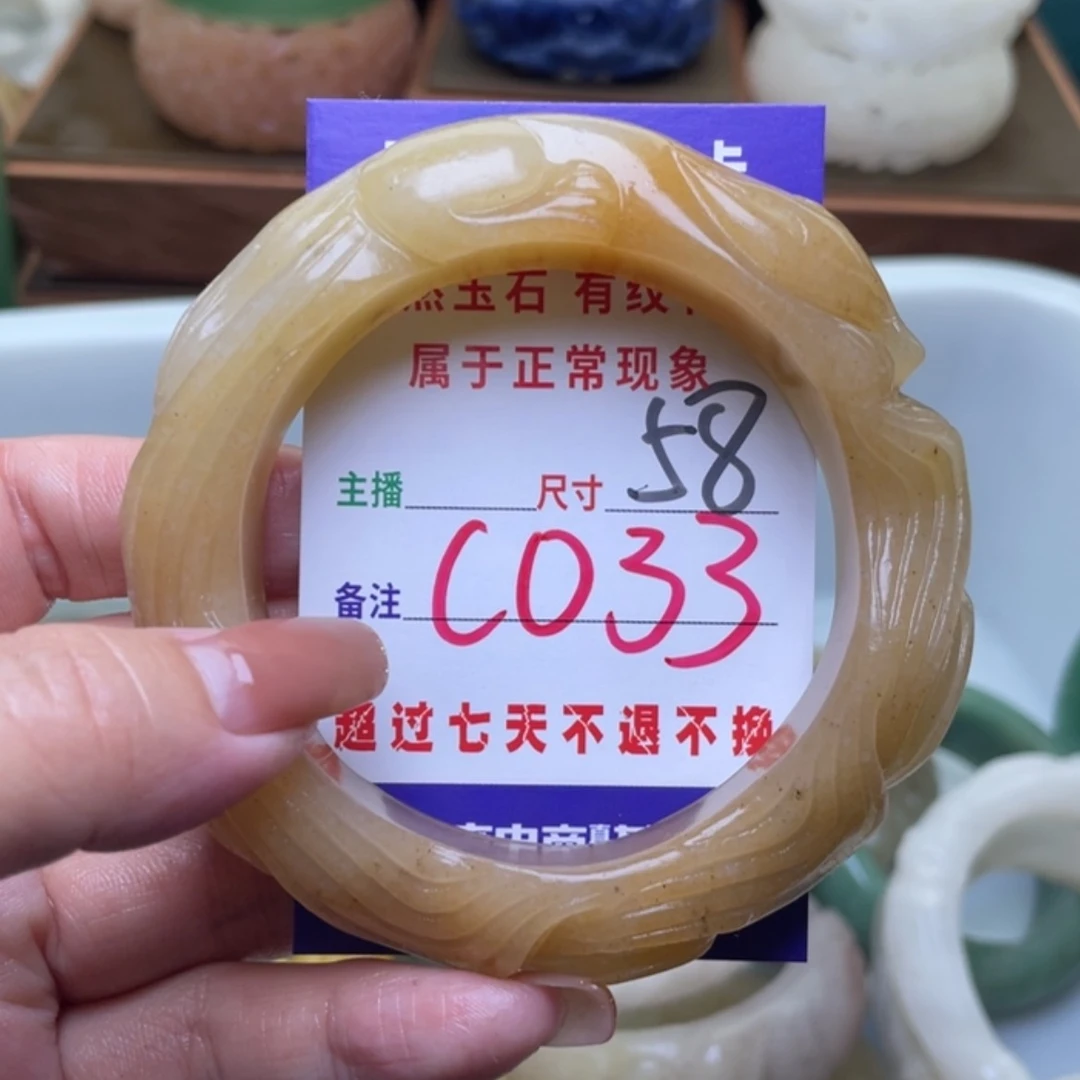 玉石 有纹
属于正常现象
主播 尺寸 58
备注 C033
超过七天不退不换